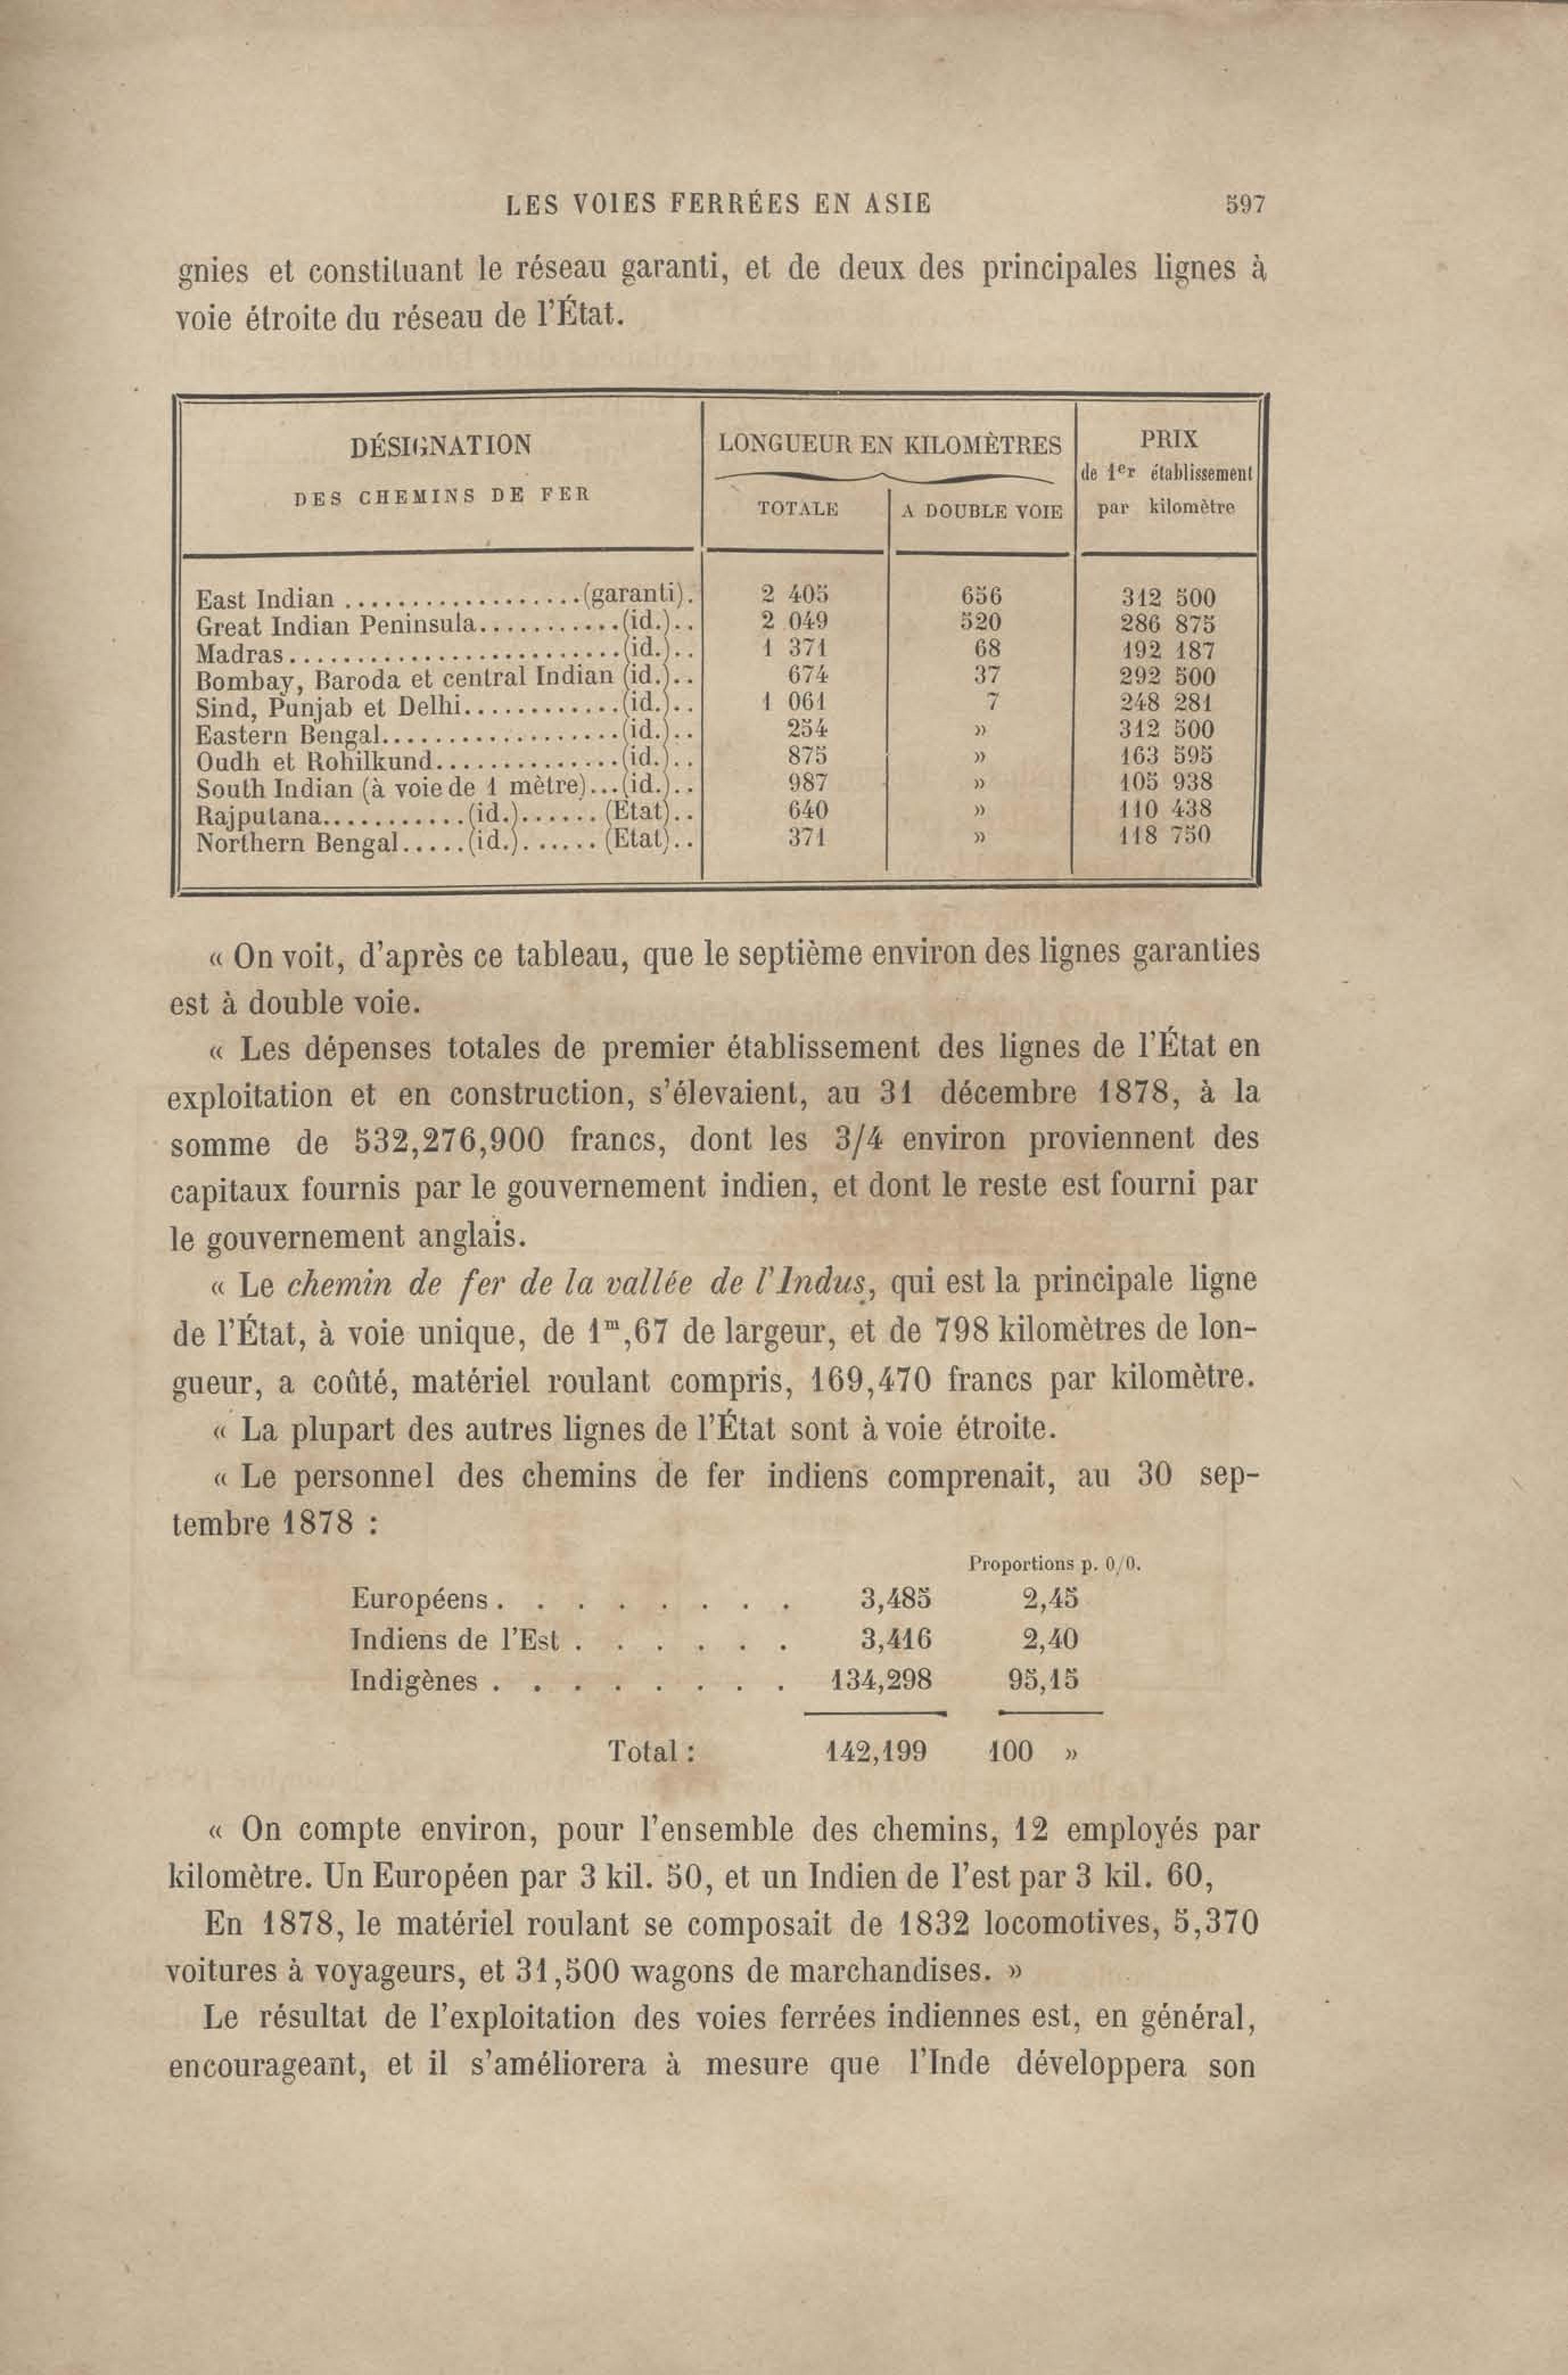 LES VOIES FERRÉES EN ASIE 597
gnies et constituant le réseau garanti, et de deux des principales lignes à
voie étroite du réseau de l'État.
DÉSIGNATION
DES CHEMINS DE FER
LONGUEUR EN KILOMÈTRES
TOTALE
A DOUBLE VOIE
PRIX
de 1er établissement
par kilomètre
East Indian ..................(garanti). 2 405 656 312 500
Great Indian Peninsula...........(id.).. 2 049 520 286 875
Madras.........................(id.).. 1 371 68 192 187
Bombay, Baroda et central Indian (id.).. 674 37 292 500
Sind, Punjab et Delhi............(id.).. 1 061 7 248 281
Eastern Bengal..................(id.).. 254 » 312 500
Oudh et Rohilkund..............(id.).. 875 » 163 595
South Indian (à voie de 1 mètre)...(id.).. 987 » 105 938
Rajputana...........(id.)...... (Etat).. 640 » 110 438
Northern Bengal.....(id.)...... (Etat).. 371 » 118 750
« On voit, d'après ce tableau, que le septième environ des lignes garanties
est à double voie.
« Les dépenses totales de premier établissement des lignes de l'État en
exploitation et en construction, s'élevaient, au 31 décembre 1878, à la
somme de 532,276,900 francs, dont les 3/4 environ proviennent des
capitaux fournis par le gouvernement indien, et dont le reste est fourni par
le gouvernement anglais.
« Le chemin de fer de la vallée de l'Indus, qui est la principale ligne
de l'État, à voie unique, de 1m,67 de largeur, et de 798 kilomètres de lon-
gueur, a coûté, matériel roulant compris, 169,470 francs par kilomètre.
« La plupart des autres lignes de l'État sont à voie étroite.
« Le personnel des chemins de fer indiens comprenait, au 30 sep-
tembre 1878 :
Proportions p. 0/0.
Européens . . . . . . . . 3,485 2,45
Indiens de l'Est . . . . . . 3,416 2,40
Indigènes . . . . . . . . 134,298 95,15
Total : 142,199 100 »
« On compte environ, pour l'ensemble des chemins, 12 employés par
kilomètre. Un Européen par 3 kil. 50, et un Indien de l'est par 3 kil. 60,
En 1878, le matériel roulant se composait de 1832 locomotives, 5,370
voitures à voyageurs, et 31,500 wagons de marchandises. »
Le résultat de l'exploitation des voies ferrées indiennes est, en général,
encourageant, et il s'améliorera à mesure que l'Inde développera son